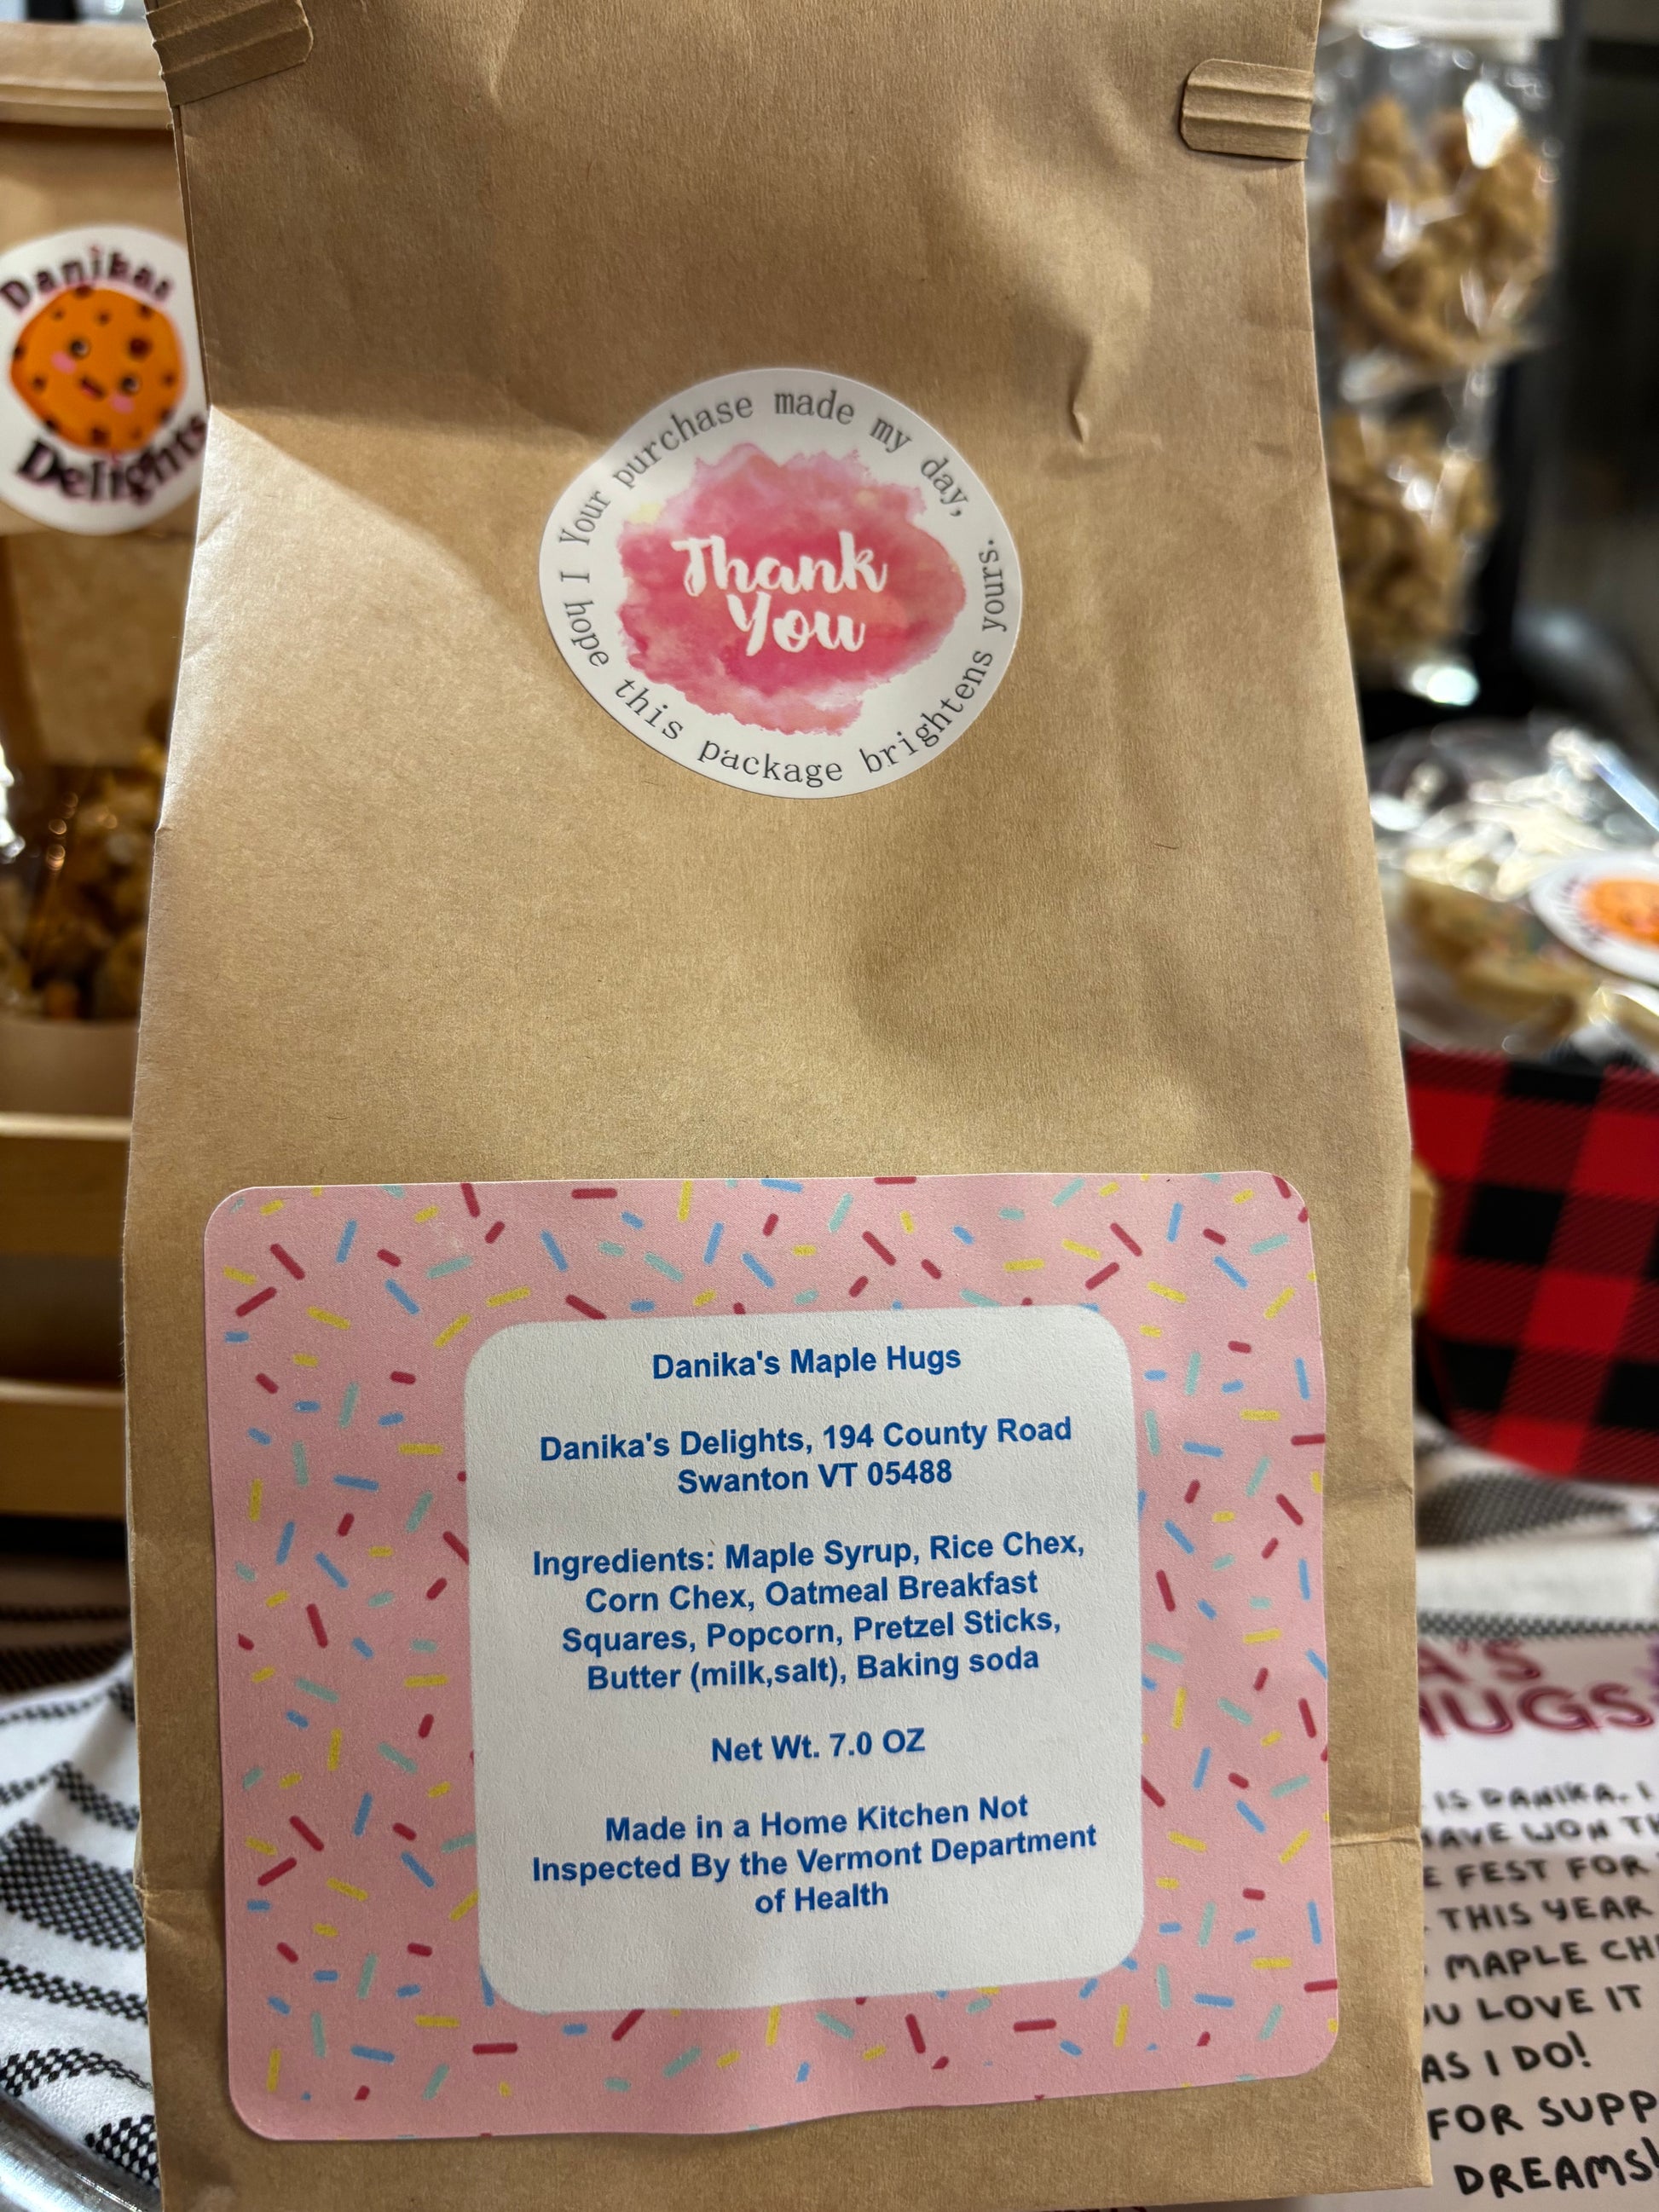 Danikas
Delights
Your purchase made my day,
I hope this package brightens yours.
Thank
You
Danika's Maple Hugs
Danika's Delights, 194 County Road
Swanton VT 05488
Ingredients: Maple Syrup, Rice Chex,
Corn Chex, Oatmeal Breakfast
Squares, Popcorn, Pretzel Sticks,
Butter (milk,salt), Baking soda
Net Wt. 7.0 OZ
Made in a Home Kitchen Not
Inspected By the Vermont Department
of Health
IS DANIKA. I
HAVE WON
FEST FOR
THIS YEAR
MAPLE
LOVE IT
AS I DO!
FOR
DREAMS!